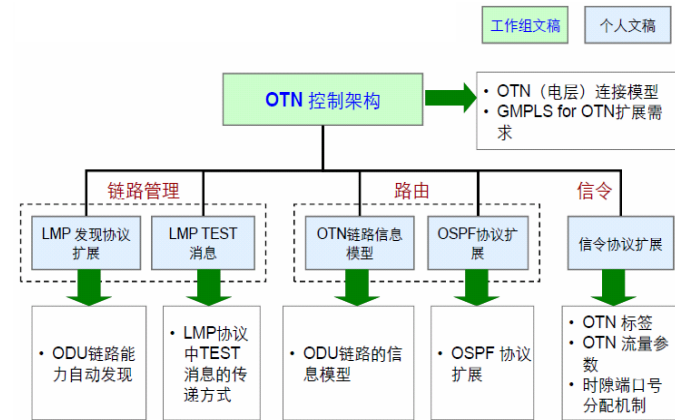 工作组文稿
个人文稿
OTN 控制架构
• OTN（电层）连接模型
• GMPLS for OTN扩展需
求
链路管理
路由
信令
LMP 发现协议
扩展
LMP TEST
消息
OTN链路信息
模型
OSPF协议扩
展
信令协议扩展
• ODU链路能
力自动发现
• LMP协议
中TEST
消息的传
递方式
• ODU链路的信
息模型
• OSPF 协议
扩展
• OTN 标签
• OTN 流量参
数
• 时隙端口号
分配机制